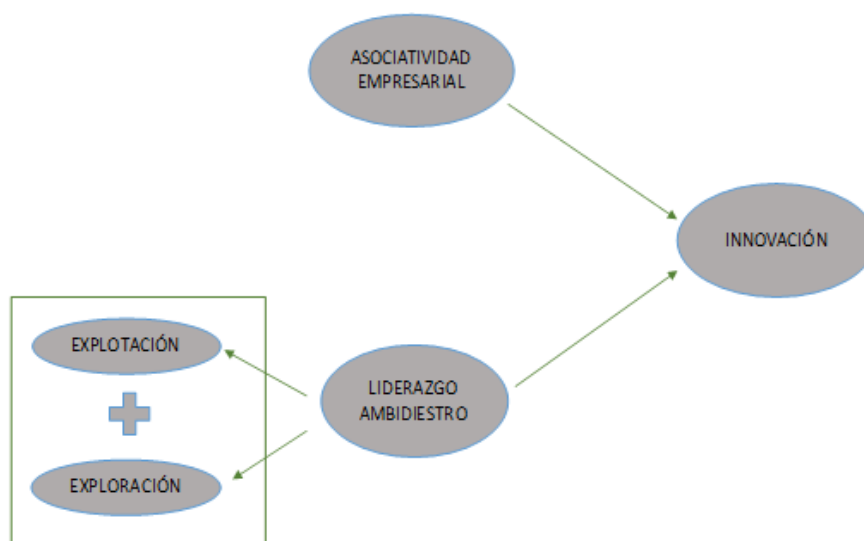 ASOCIATIVIDAD
EMPRESARIAL
INNOVACIÓN
EXPLOTACIÓN
LIDERAZGO
AMBIDIESTRO
EXPLORACIÓN